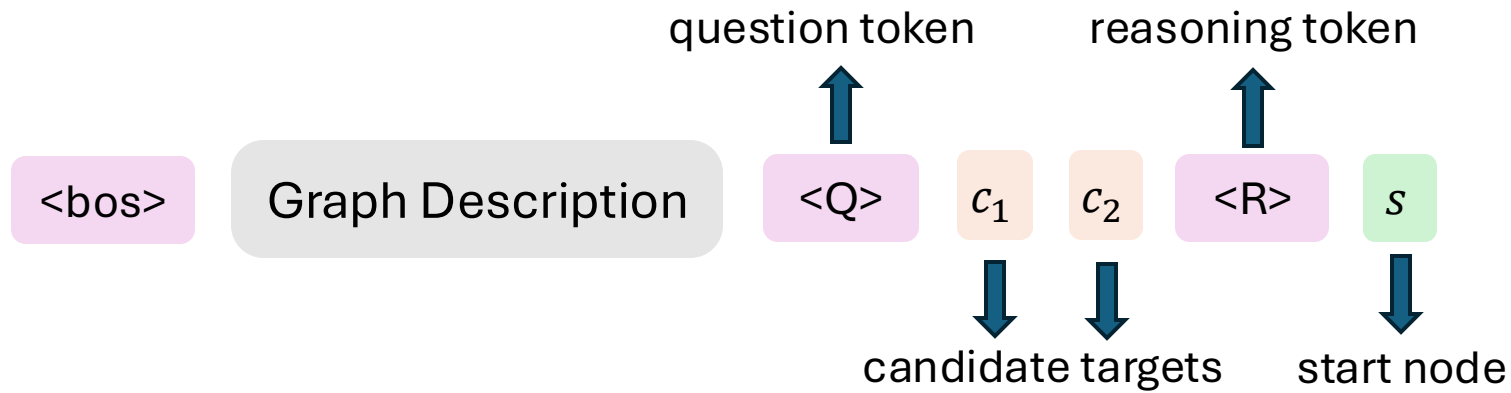 question token reasoning token
<bos> Graph Description <Q> c₁ c₂ <R> s
candidate targets start node